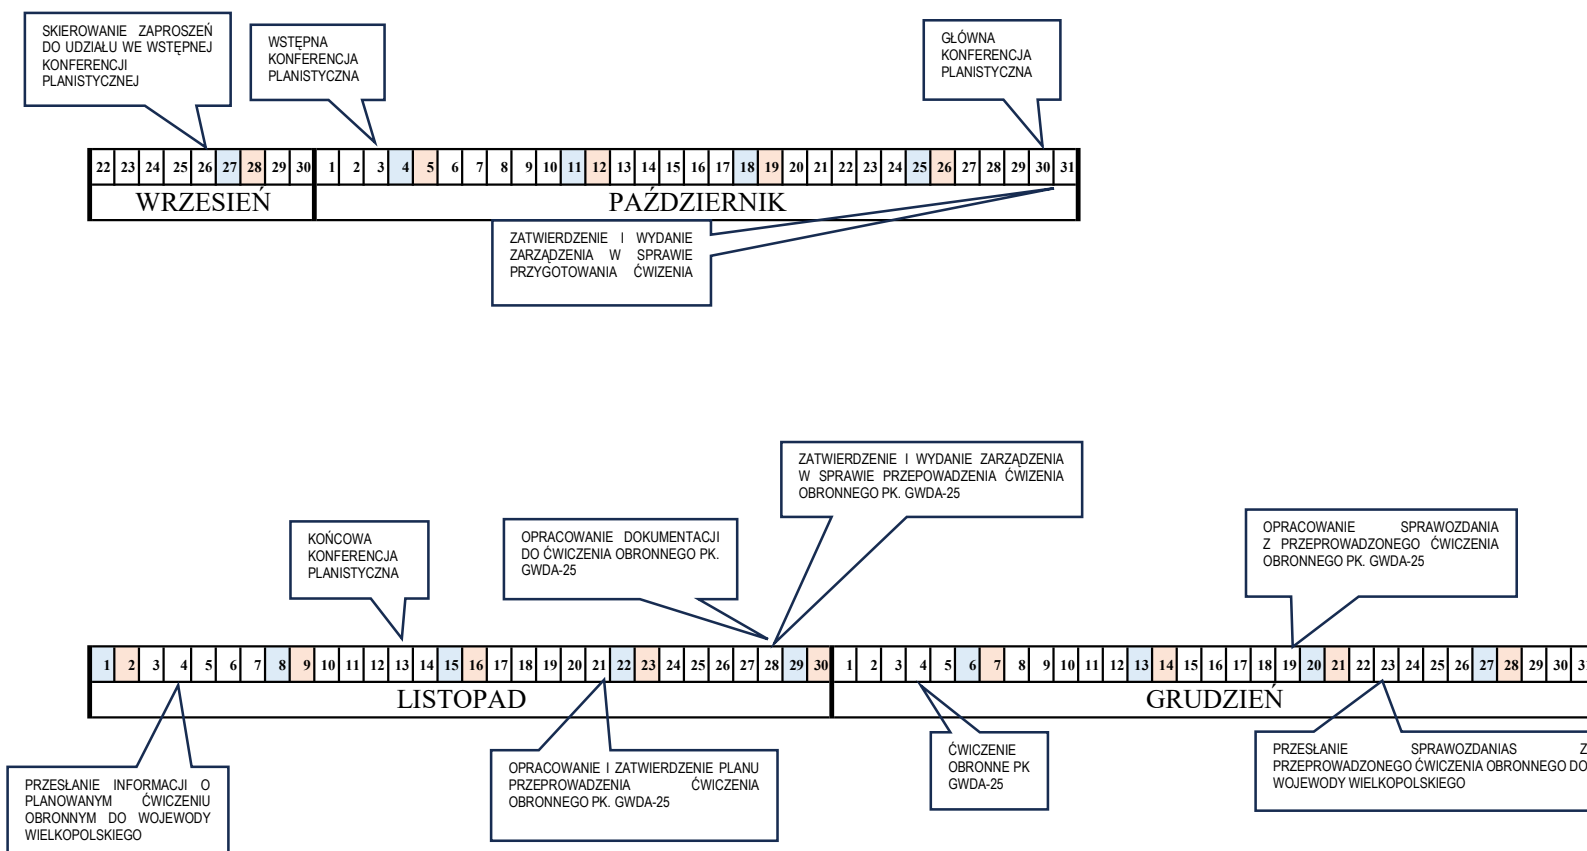 SKIEROWANIE ZAPROSZEŃ
DO UDZIAŁU WE WSTĘPNEJ
KONFERENCJI
PLANISTYCZNEJ
WSTĘPNA
KONFERENCJA
PLANISTYCZNA
GŁÓWNA
KONFERENCJA
PLANISTYCZNA
22 23 24 25 26 27 28 29 30 1 2 3 4 5 6 7 8 9 10 11 12 13 14 15 16 17 18 19 20 21 22 23 24 25 26 27 28 29 30 31
WRZESIEŃ PAŹDZIERNIK
ZATWIERDZENIE I WYDANIE
ZARZĄDZENIA W SPRAWIE
PRZYGOTOWANIA ĆWIZENIA
ZATWIERDZENIE I WYDANIE ZARZĄDZENIA
W SPRAWIE PRZEPOWADZENIA ĆWIZENIA
OBRONNEGO PK. GWDA-25
KOŃCOWA
KONFERENCJA
PLANISTYCZNA
OPRACOWANIE DOKUMENTACJI
DO ĆWICZENIA OBRONNEGO PK.
GWDA-25
OPRACOWANIE SPRAWOZDANIA
Z PRZEPROWADZONEGO ĆWICZENIA
OBRONNEGO PK. GWDA-25
1 2 3 4 5 6 7 8 9 10 11 12 13 14 15 16 17 18 19 20 21 22 23 24 25 26 27 28 29 30 1 2 3 4 5 6 7 8 9 10 11 12 13 14 15 16 17 18 19 20 21 22 23 24 25 26 27 28 29 30 31
LISTOPAD GRUDZIEŃ
PRZESŁANIE INFORMACJI O
PLANOWANYM ĆWICZENIU
OBRONNYM DO WOJEWODY
WIELKOPOLSKIEGO
OPRACOWANIE I ZATWIERDZENIE PLANU
PRZEPROWADZENIA ĆWICZENIA
OBRONNEGO PK. GWDA-25
ĆWICZENIE
OBRONNE PK
GWDA-25
PRZESŁANIE SPRAWOZDANIAS Z
PRZEPROWADZONEGO ĆWICZENIA OBRONNEGO DO
WOJEWODY WIELKOPOLSKIEGO